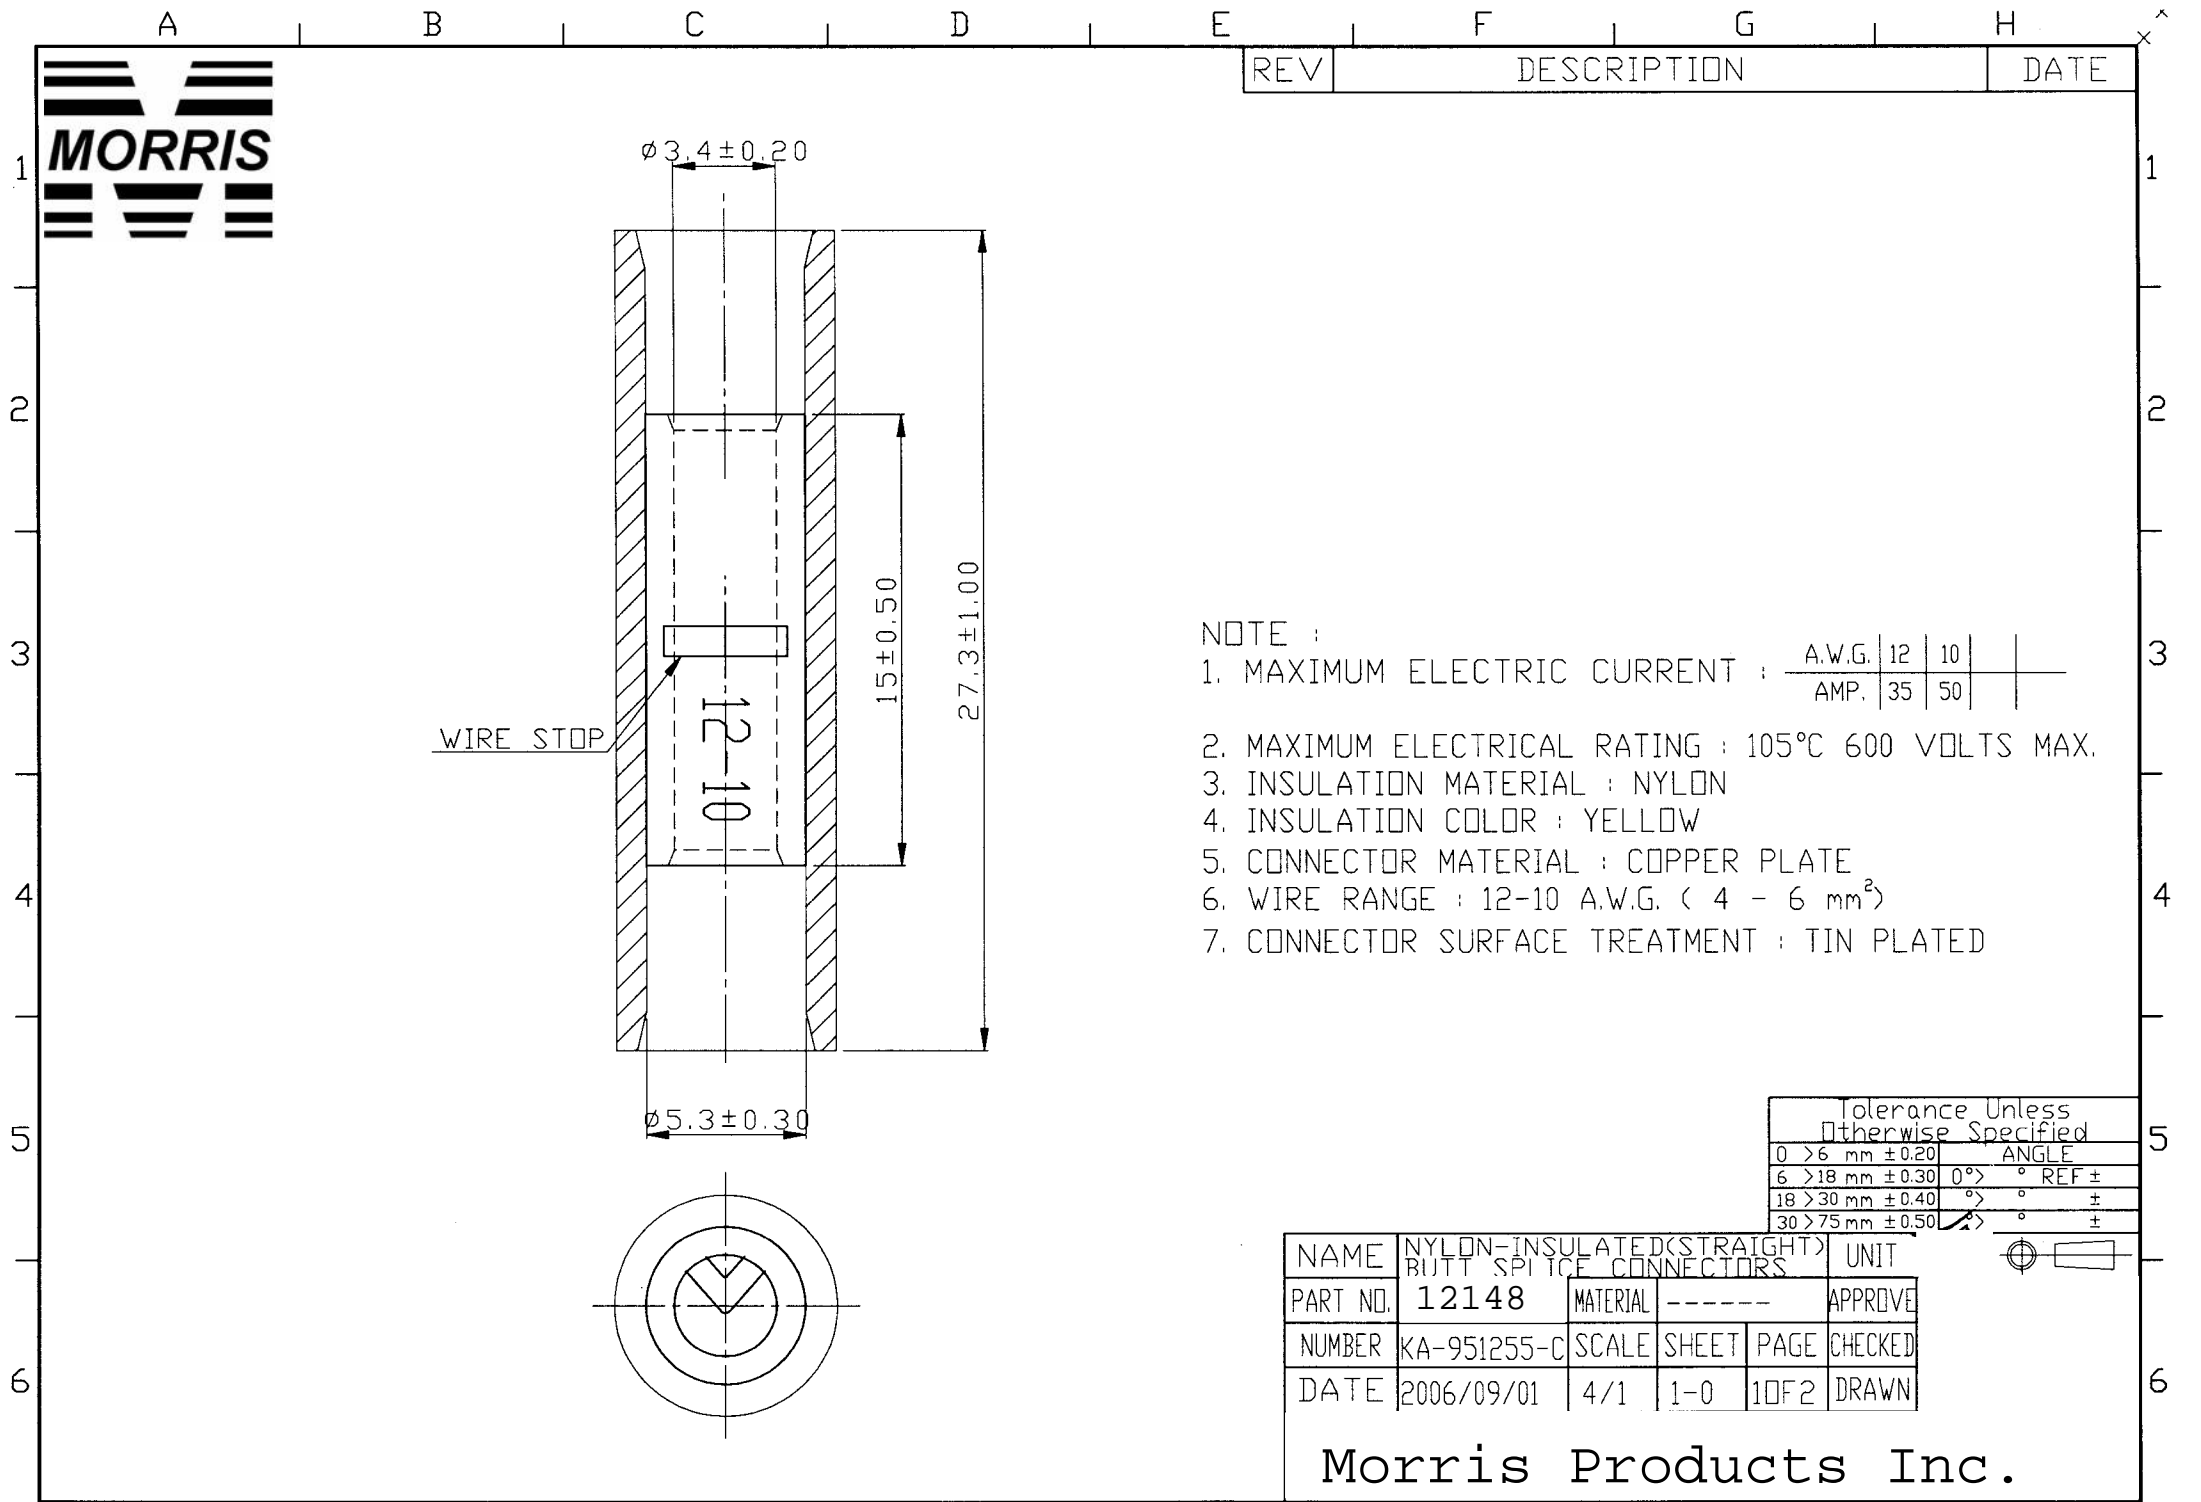 A B C D E F G H
REV DESCRIPTION DATE
MORRIS
1 1
ø3.4±0.20
2 2
15±0.50
27.3±1.00
WIRE STOP
12-10
3 3
NOTE :
1. MAXIMUM ELECTRIC CURRENT :
A.W.G. 12 10
AMP. 35 50
2. MAXIMUM ELECTRICAL RATING : 105°C 600 VOLTS MAX.
3. INSULATION MATERIAL : NYLON
4. INSULATION COLOR : YELLOW
5. CONNECTOR MATERIAL : COPPER PLATE
6. WIRE RANGE : 12-10 A.W.G. ( 4 - 6 mm²)
7. CONNECTOR SURFACE TREATMENT : TIN PLATED
4 4
ø5.3±0.30
5 5
Tolerance Unless
Otherwise Specified
0 >6 mm ±0.20 ANGLE
6 >18 mm ±0.30 0°> ° REF ±
18 >30 mm ±0.40 °> ° ±
30 >75 mm ±0.50 °> ° ±
NAME NYLON-INSULATED(STRAIGHT) UNIT
BUTT SPLICE CONNECTORS
PART NO. 12148 MATERIAL ------ APPROVE
NUMBER KA-951255-C SCALE SHEET PAGE CHECKED
DATE 2006/09/01 4/1 1-0 1OF2 DRAWN
6 6
Morris Products Inc.